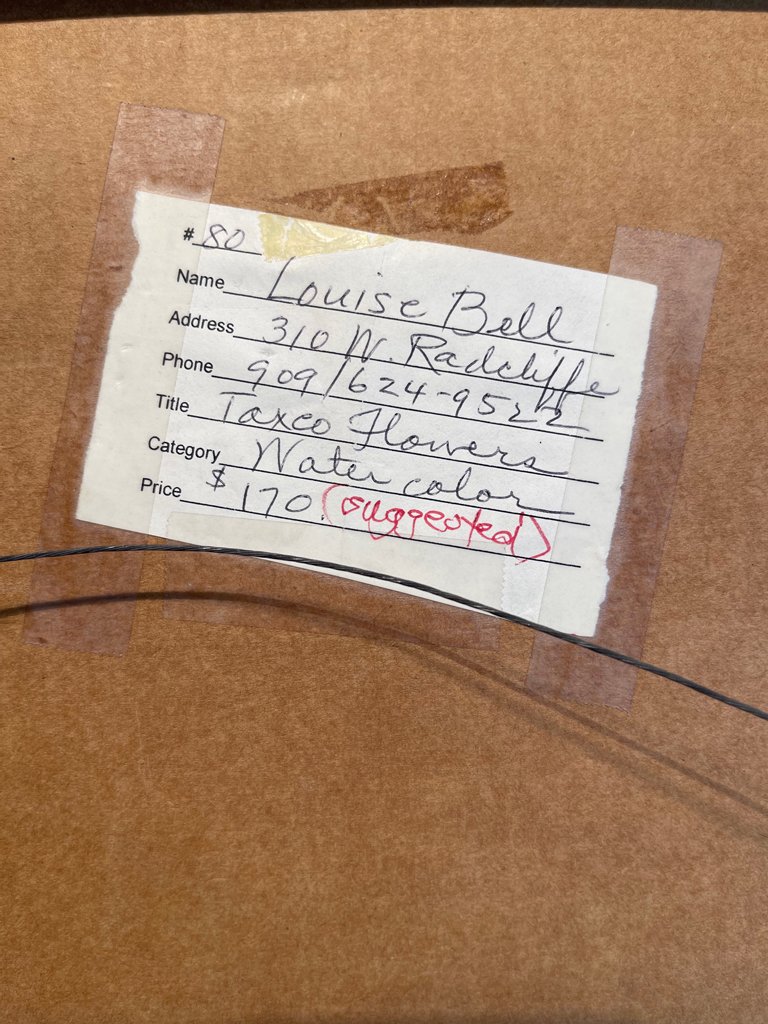 # 80
Name Louise Bell
Address 310 W. Radcliffe
Phone 909/624-9522
Title Taxco Flowers
Category Water color
Price $170 (suggested)